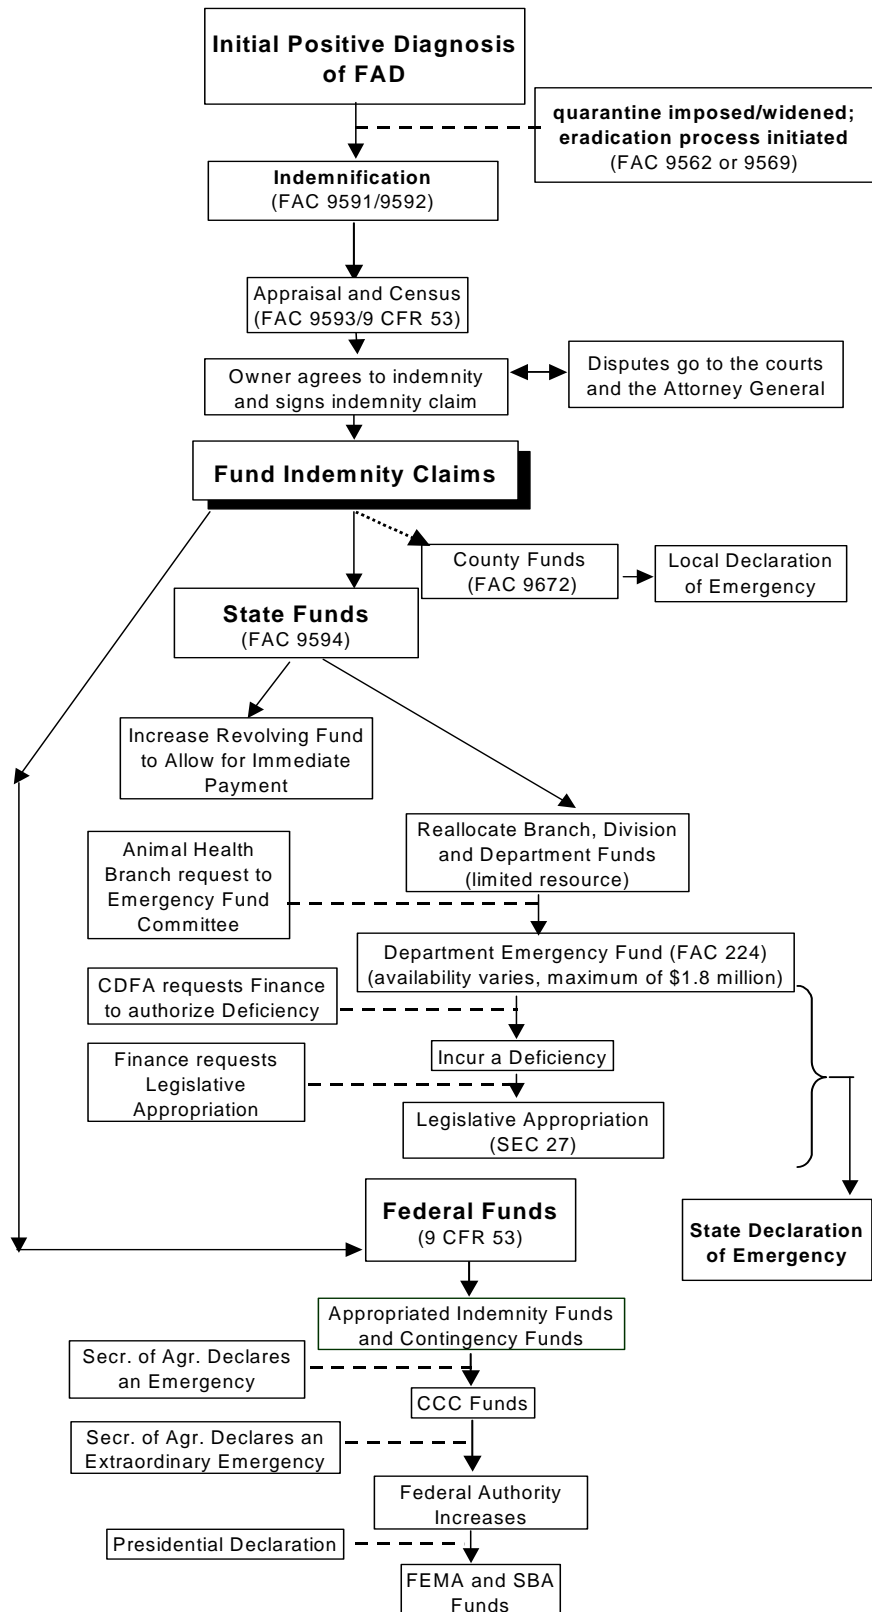 Initial Positive Diagnosis
of FAD
quarantine imposed/widened;
eradication process initiated
(FAC 9562 or 9569)
Indemnification
(FAC 9591/9592)
Appraisal and Census
(FAC 9593/9 CFR 53)
Owner agrees to indemnity
and signs indemnity claim
Disputes go to the courts
and the Attorney General
Fund Indemnity Claims
County Funds
(FAC 9672)
Local Declaration
of Emergency
State Funds
(FAC 9594)
Increase Revolving Fund
to Allow for Immediate
Payment
Reallocate Branch, Division
and Department Funds
(limited resource)
Animal Health
Branch request to
Emergency Fund
Committee
Department Emergency Fund (FAC 224)
(availability varies, maximum of $1.8 million)
CDFA requests Finance
to authorize Deficiency
Incur a Deficiency
Finance requests
Legislative
Appropriation
Legislative Appropriation
(SEC 27)
State Declaration
of Emergency
Federal Funds
(9 CFR 53)
Appropriated Indemnity Funds
and Contingency Funds
Secr. of Agr. Declares
an Emergency
CCC Funds
Secr. of Agr. Declares an
Extraordinary Emergency
Federal Authority
Increases
Presidential Declaration
FEMA and SBA
Funds